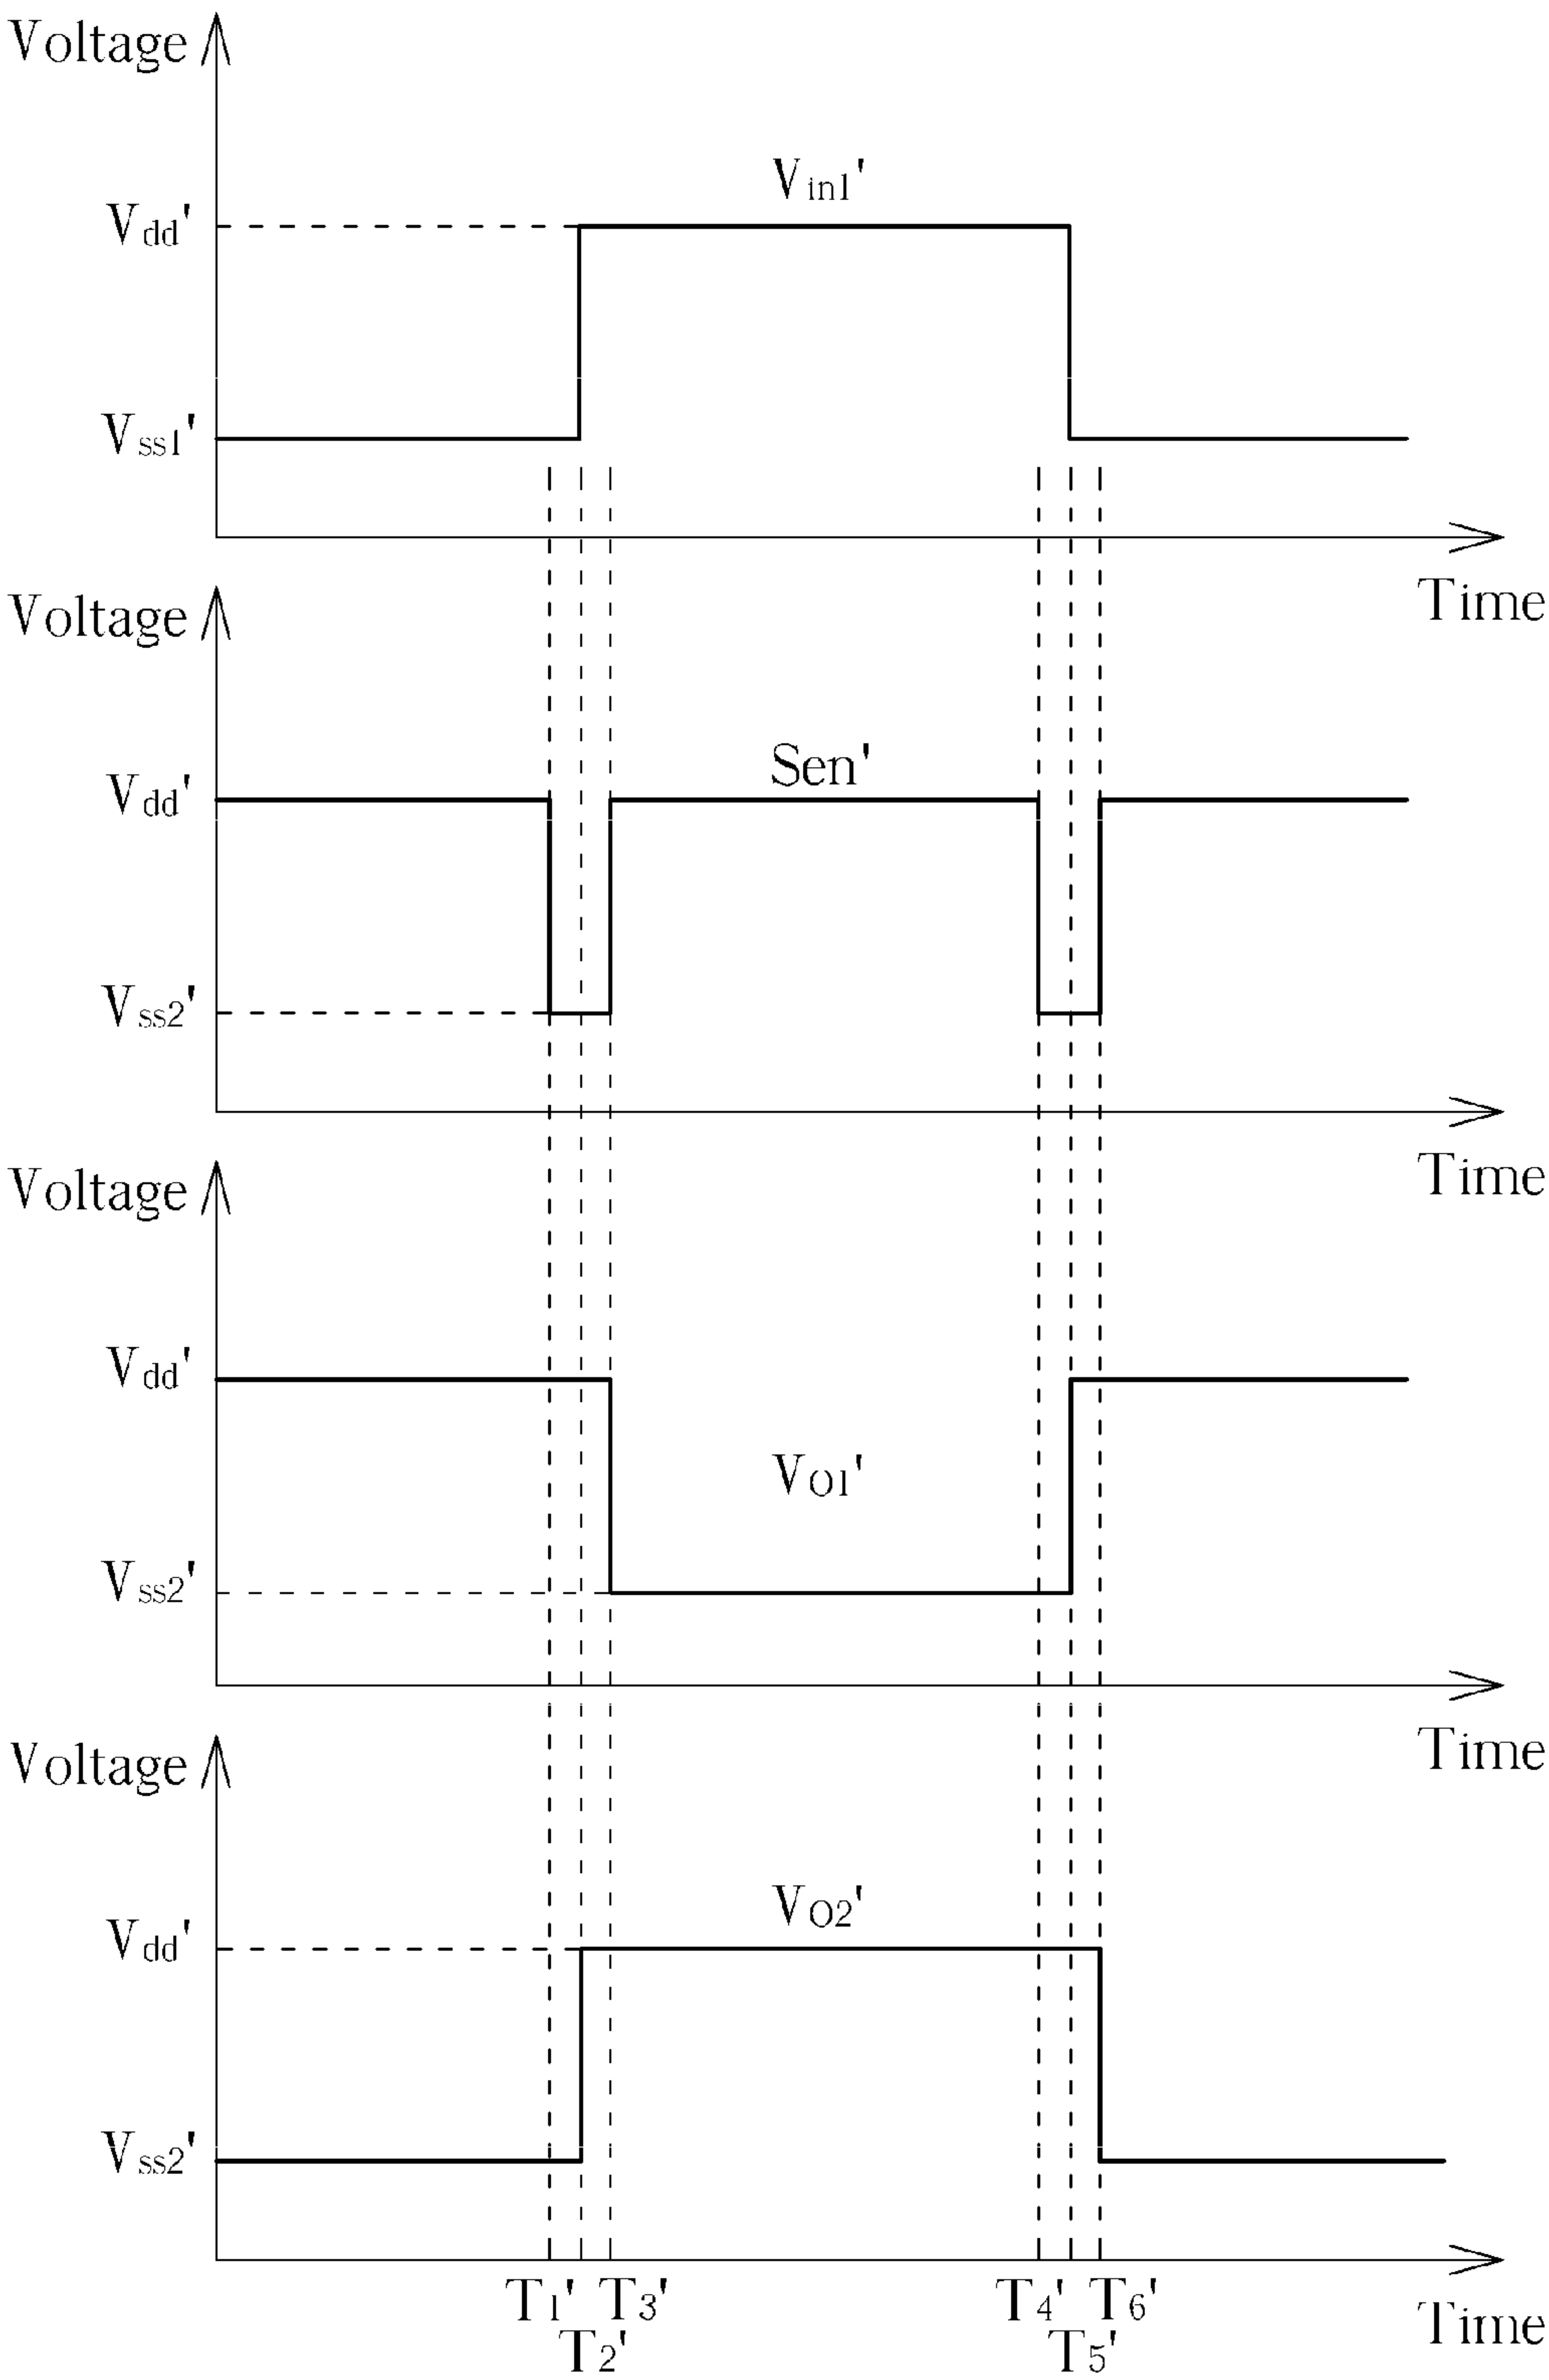 Voltage
Vin1'
Vdd'
Vss1'
Time
Voltage
Sen'
Vdd'
Vss2'
Time
Voltage
Vdd'
VO1'
Vss2'
Time
Voltage
VO2'
Vdd'
Vss2'
T1' T3' T4' T6' Time
T2' T5'